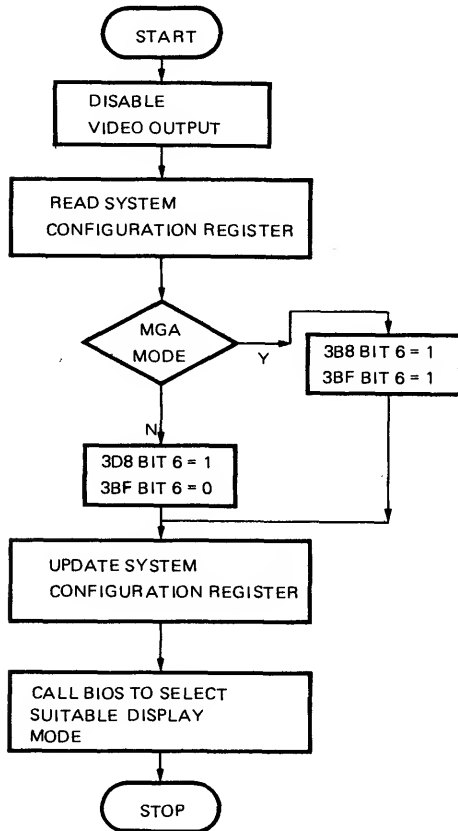 START
DISABLE
VIDEO OUTPUT
READ SYSTEM
CONFIGURATION REGISTER
MGA
MODE
Y
3B8 BIT 6 = 1
3BF BIT 6 = 1
N
3D8 BIT 6 = 1
3BF BIT 6 = 0
UPDATE SYSTEM
CONFIGURATION REGISTER
CALL BIOS TO SELECT
SUITABLE DISPLAY
MODE
STOP